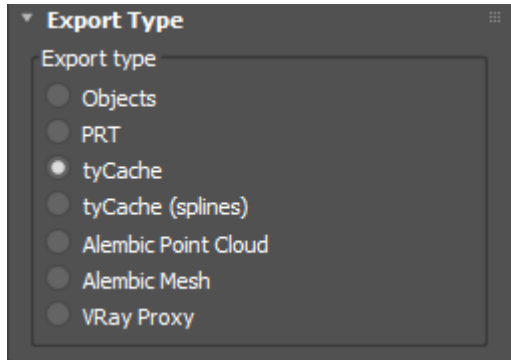 Export Type
Export type
Objects
PRT
tyCache
tyCache (splines)
Alembic Point Cloud
Alembic Mesh
VRay Proxy